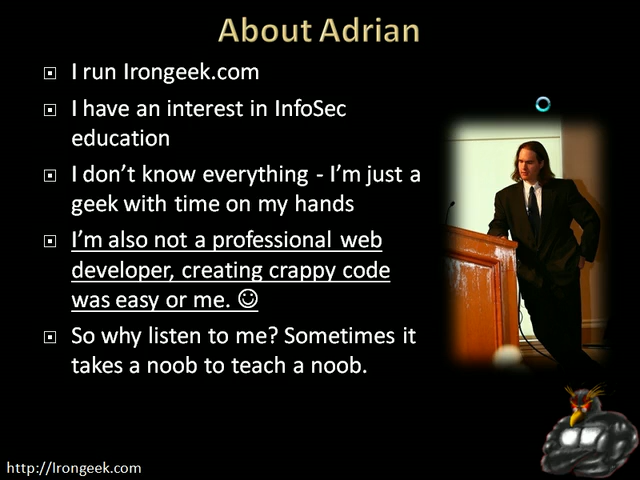 About Adrian
I run Irongeek.com
I have an interest in InfoSec
education
I don't know everything - I'm just a
geek with time on my hands
I'm also not a professional web
developer, creating crappy code
was easy or me. ☺
So why listen to me? Sometimes it
takes a noob to teach a noob.
http://Irongeek.com